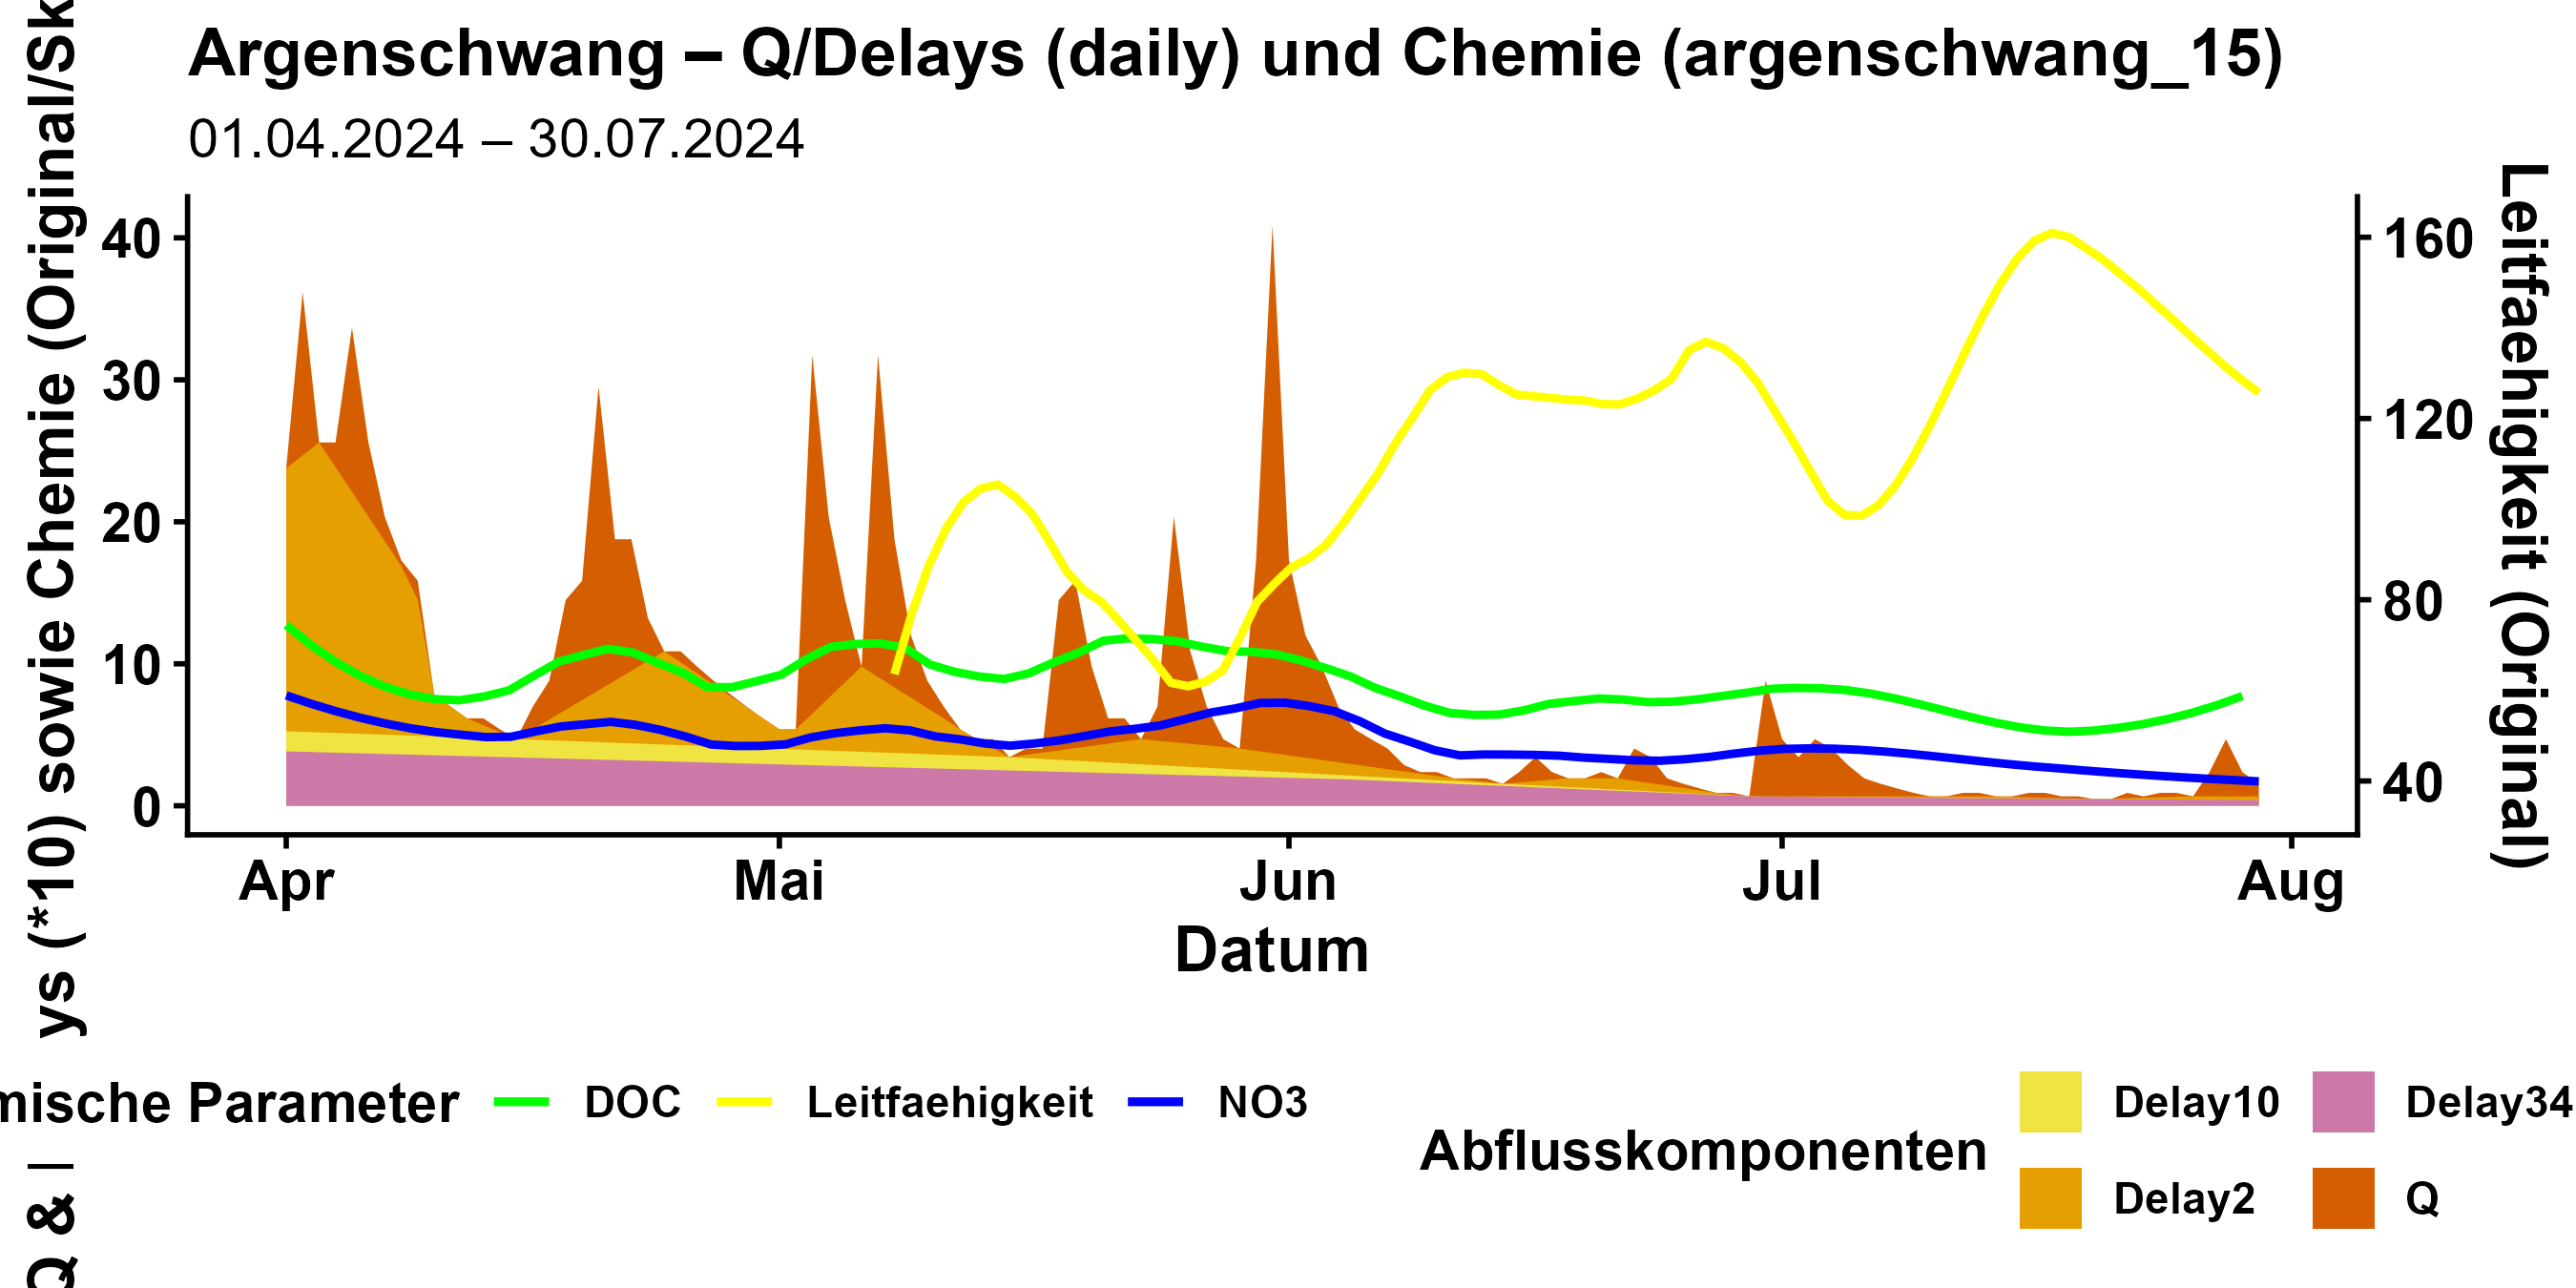 Argenschwang – Q/Delays (daily) und Chemie (argenschwang_15)
01.04.2024 – 30.07.2024
Q & ys (*10) sowie Chemie (Original/Sk
40
30
20
10
0
160
120
80
40
Leitfaehigkeit (Original)
Apr Mai Jun Jul Aug
Datum
mische Parameter DOC Leitfaehigkeit NO3
Abflusskomponenten
Delay10 Delay34
Delay2 Q